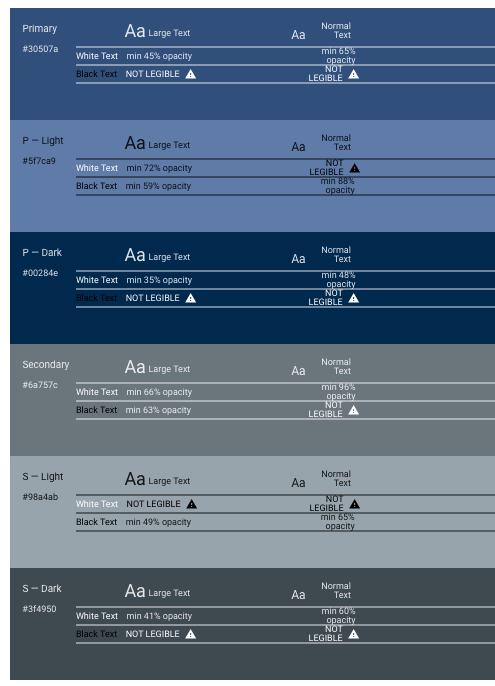 Primary
#30507a
Aa Large Text
Aa
Normal
Text
White Text min 45% opacity
min 65%
opacity
Black Text NOT LEGIBLE
NOT
LEGIBLE
P — Light
#5f7ca9
Aa Large Text
Aa
Normal
Text
White Text min 72% opacity
NOT
LEGIBLE
Black Text min 59% opacity
min 88%
opacity
P — Dark
#00284e
Aa Large Text
Aa
Normal
Text
White Text min 35% opacity
min 48%
opacity
Black Text NOT LEGIBLE
NOT
LEGIBLE
Secondary
#6a757c
Aa Large Text
Aa
Normal
Text
White Text min 66% opacity
min 96%
opacity
Black Text min 63% opacity
NOT
LEGIBLE
S — Light
#98a4ab
Aa Large Text
Aa
Normal
Text
White Text NOT LEGIBLE
NOT
LEGIBLE
Black Text min 49% opacity
min 65%
opacity
S — Dark
#3f4950
Aa Large Text
Aa
Normal
Text
White Text min 41% opacity
min 60%
opacity
Black Text NOT LEGIBLE
NOT
LEGIBLE